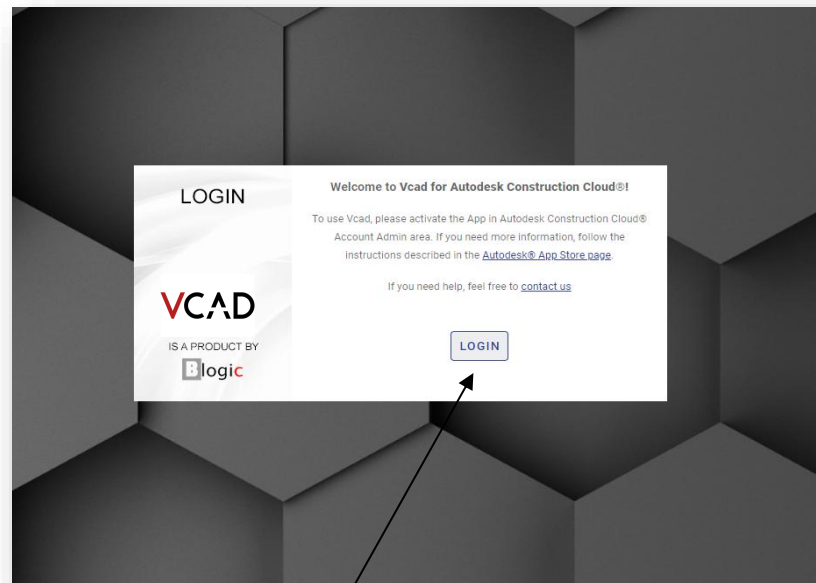 LOGIN
VCAD
IS A PRODUCT BY
Blogic
Welcome to Vcad for Autodesk Construction Cloud®!
To use Vcad, please activate the App in Autodesk Construction Cloud®
Account Admin area. If you need more information, follow the
instructions described in the Autodesk® App Store page.
If you need help, feel free to contact us
LOGIN